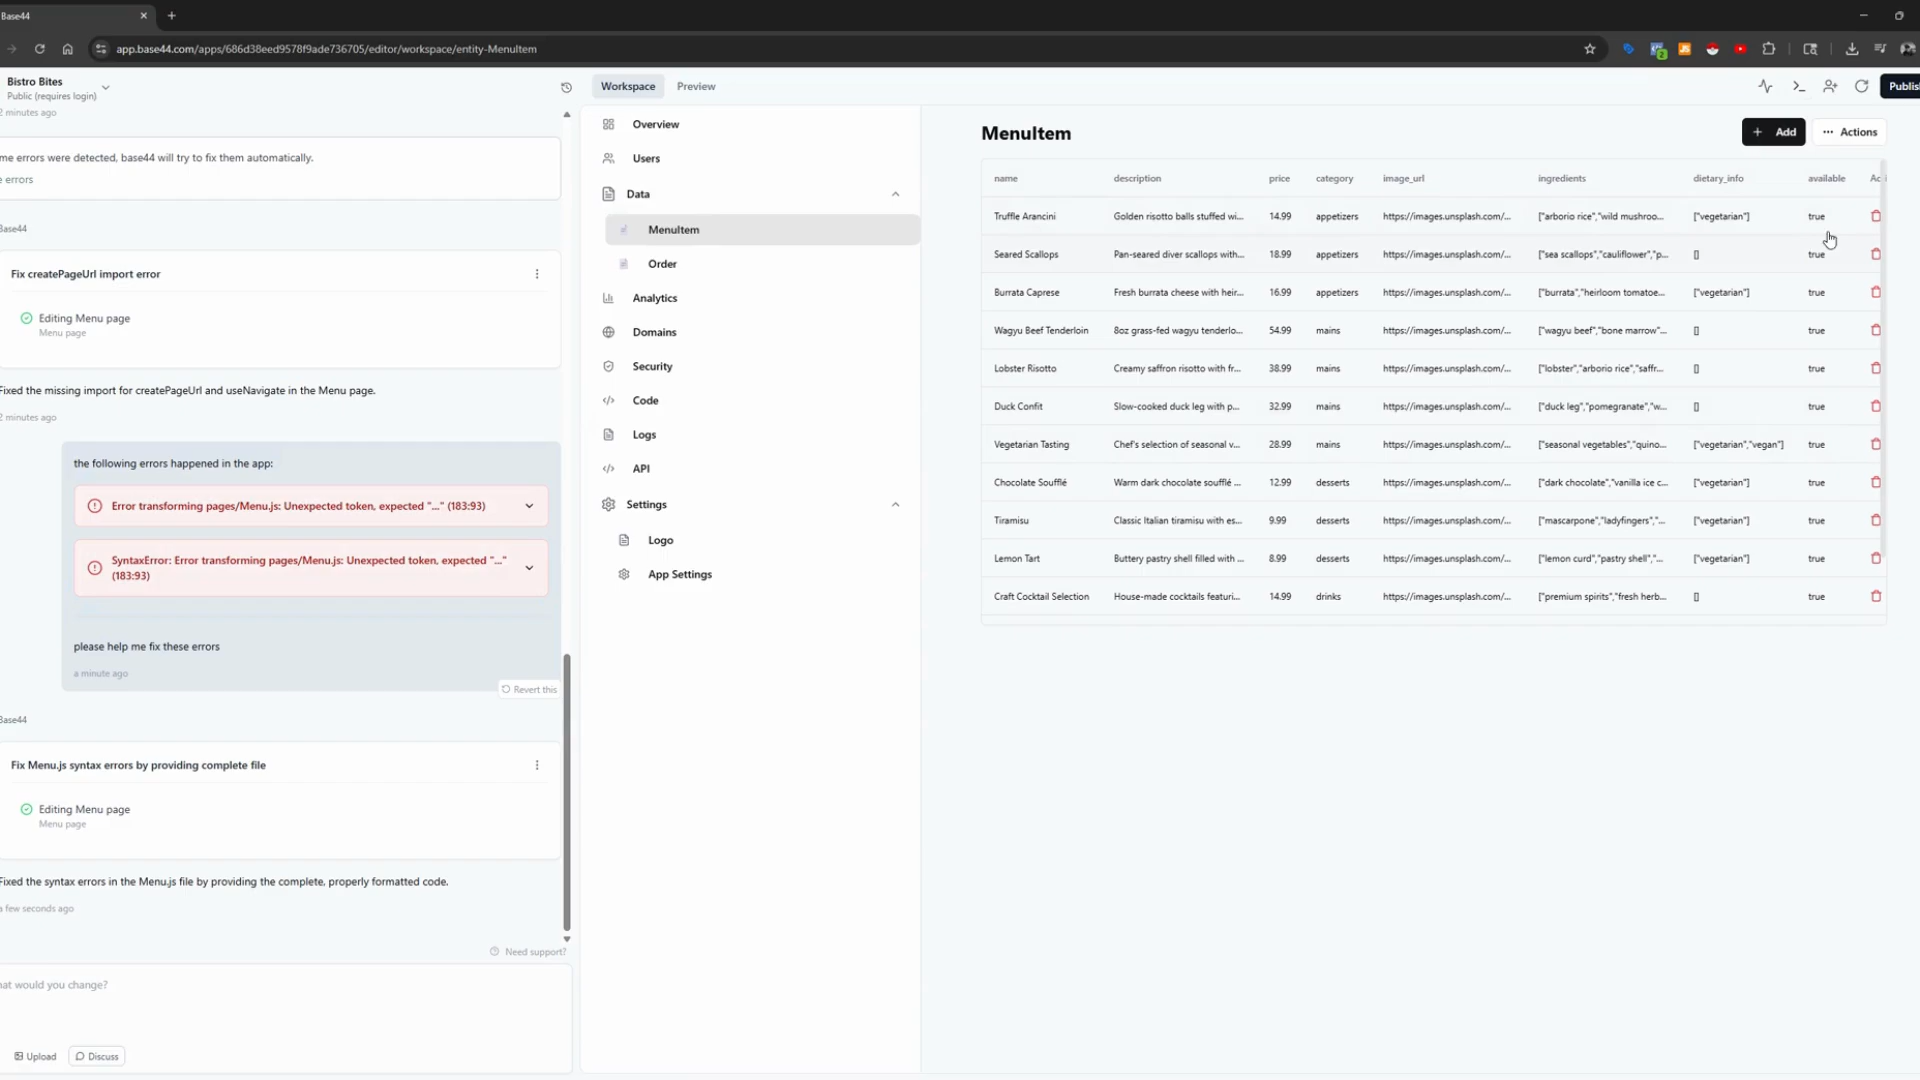 Base44
app.base44.com/apps/686d38eed9578f9ade736705/editor/workspace/entity-MenuItem
Bistro Bites
Public (requires login)
2 minutes ago
me errors were detected, base44 will try to fix them automatically.
e errors
Base44
Fix createPageUrl import error
Editing Menu page
Menu page
Fixed the missing import for createPageUrl and useNavigate in the Menu page.
2 minutes ago
the following errors happened in the app:
Error transforming pages/Menu.js: Unexpected token, expected "..." (183:93)
SyntaxError: Error transforming pages/Menu.js: Unexpected token, expected "..."
(183:93)
please help me fix these errors
a minute ago
Revert this
Base44
Fix Menu.js syntax errors by providing complete file
Editing Menu page
Menu page
Fixed the syntax errors in the Menu.js file by providing the complete, properly formatted code.
a few seconds ago
Need support?
hat would you change?
Upload
Discuss
Workspace
Preview
Publis
Overview
Users
Data
MenuItem
Order
Analytics
Domains
Security
Code
Logs
API
Settings
Logo
App Settings
MenuItem
+ Add
··· Actions
name description price category image_url ingredients dietary_info available Ac
Truffle Arancini Golden risotto balls stuffed wi... 14.99 appetizers https://images.unsplash.com/... ["arborio rice","wild mushroo... ["vegetarian"] true
Seared Scallops Pan-seared diver scallops with... 18.99 appetizers https://images.unsplash.com/... ["sea scallops","cauliflower","p... [] true
Burrata Caprese Fresh burrata cheese with heir... 16.99 appetizers https://images.unsplash.com/... ["burrata","heirloom tomatoe... ["vegetarian"] true
Wagyu Beef Tenderloin 8oz grass-fed wagyu tenderlo... 54.99 mains https://images.unsplash.com/... ["wagyu beef","bone marrow"... [] true
Lobster Risotto Creamy saffron risotto with fr... 38.99 mains https://images.unsplash.com/... ["lobster","arborio rice","saffr... [] true
Duck Confit Slow-cooked duck leg with p... 32.99 mains https://images.unsplash.com/... ["duck leg","pomegranate","w... [] true
Vegetarian Tasting Chef's selection of seasonal v... 28.99 mains https://images.unsplash.com/... ["seasonal vegetables","quino... ["vegetarian","vegan"] true
Chocolate Soufflé Warm dark chocolate soufflé ... 12.99 desserts https://images.unsplash.com/... ["dark chocolate","vanilla ice c... ["vegetarian"] true
Tiramisu Classic Italian tiramisu with es... 9.99 desserts https://images.unsplash.com/... ["mascarpone","ladyfingers","... ["vegetarian"] true
Lemon Tart Buttery pastry shell filled with ... 8.99 desserts https://images.unsplash.com/... ["lemon curd","pastry shell","... ["vegetarian"] true
Craft Cocktail Selection House-made cocktails featuri... 14.99 drinks https://images.unsplash.com/... ["premium spirits","fresh herb... [] true